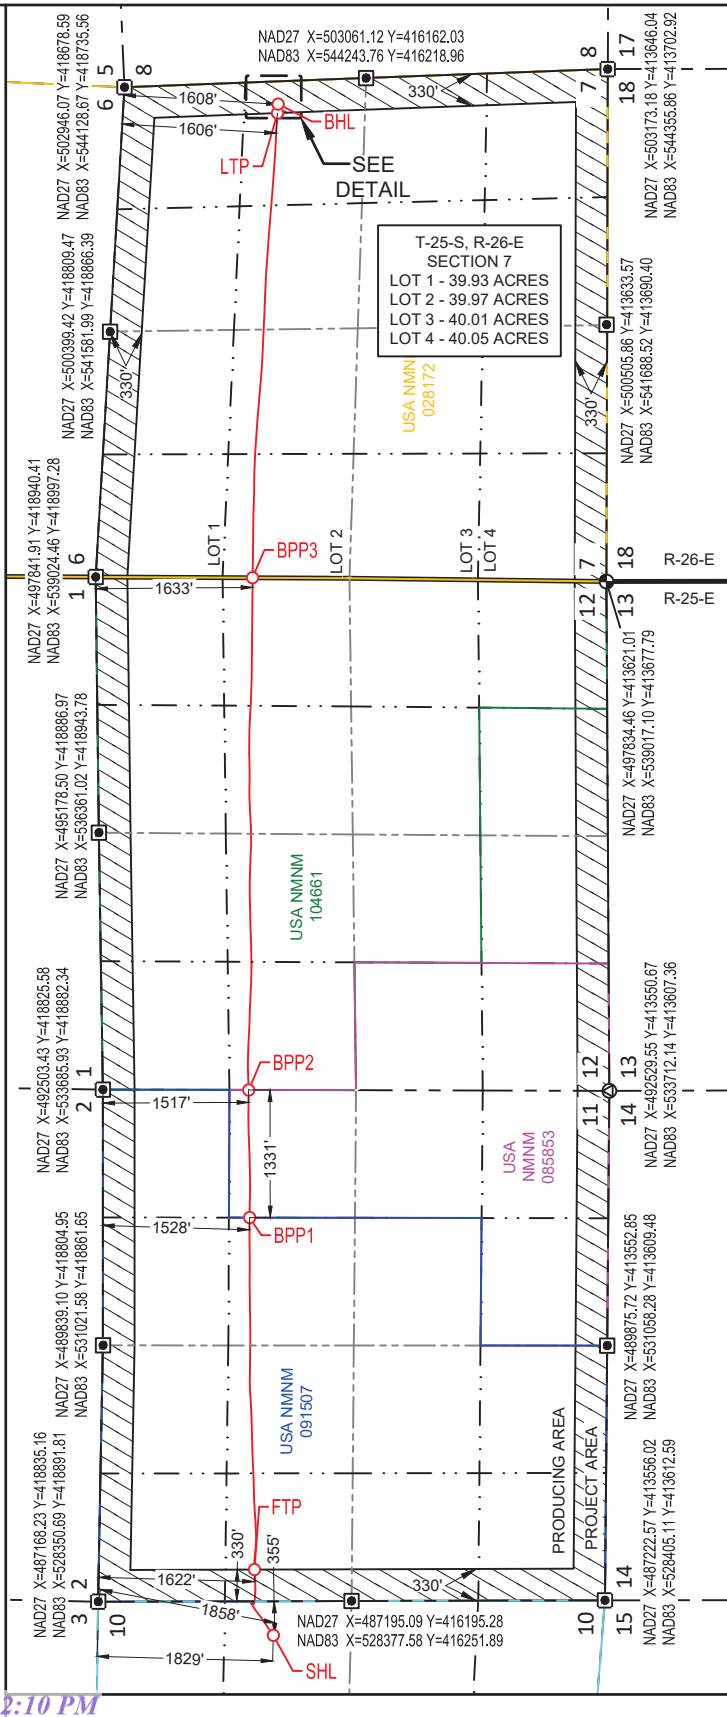 NAD27 X=503061.12 Y=416162.03
NAD83 X=544243.76 Y=416218.96
NAD27 X=502946.07 Y=418678.59
NAD83 X=544128.67 Y=418735.56
5
8
6
8
17
7
18
NAD27 X=503173.18 Y=413646.04
NAD83 X=544355.86 Y=413702.92
1608'
330'
BHL
1606'
LTP
SEE
DETAIL
T-25-S, R-26-E
SECTION 7
LOT 1 - 39.93 ACRES
LOT 2 - 39.97 ACRES
LOT 3 - 40.01 ACRES
LOT 4 - 40.05 ACRES
NAD27 X=500399.42 Y=418809.47
NAD83 X=541581.99 Y=418866.39
330'
USA NMN
028172
330'
NAD27 X=500505.86 Y=413633.57
NAD83 X=541688.52 Y=413690.40
NAD27 X=497841.91 Y=418940.41
NAD83 X=539024.46 Y=418997.28
LOT 1
LOT 2
LOT 3
LOT 4
6
1
BPP3
1633'
7
18
12
13
R-26-E
R-25-E
NAD27 X=497834.46 Y=413621.01
NAD83 X=539017.10 Y=413677.79
NAD27 X=495178.50 Y=418886.97
NAD83 X=536361.02 Y=418943.78
USA NMNM
104661
NAD27 X=492503.43 Y=418825.58
NAD83 X=533685.93 Y=418882.34
1
2
BPP2
1517'
12
13
11
14
NAD27 X=492529.55 Y=413550.67
NAD83 X=533712.14 Y=413607.36
1331'
USA
NMNM
085853
1528'
BPP1
NAD27 X=489839.10 Y=418804.95
NAD83 X=531021.58 Y=418861.65
NAD27 X=489875.72 Y=413552.85
NAD83 X=531058.28 Y=413609.48
USA NMNM
091507
PRODUCING AREA
PROJECT AREA
NAD27 X=487168.23 Y=418835.16
NAD83 X=528350.69 Y=418891.81
FTP
330'
355'
2
3
10
1622'
1858'
330'
14
10
15
NAD27 X=487222.57 Y=413556.02
NAD83 X=528405.11 Y=413612.59
NAD27 X=487195.09 Y=416195.28
NAD83 X=528377.58 Y=416251.89
1829'
SHL
2:10 PM